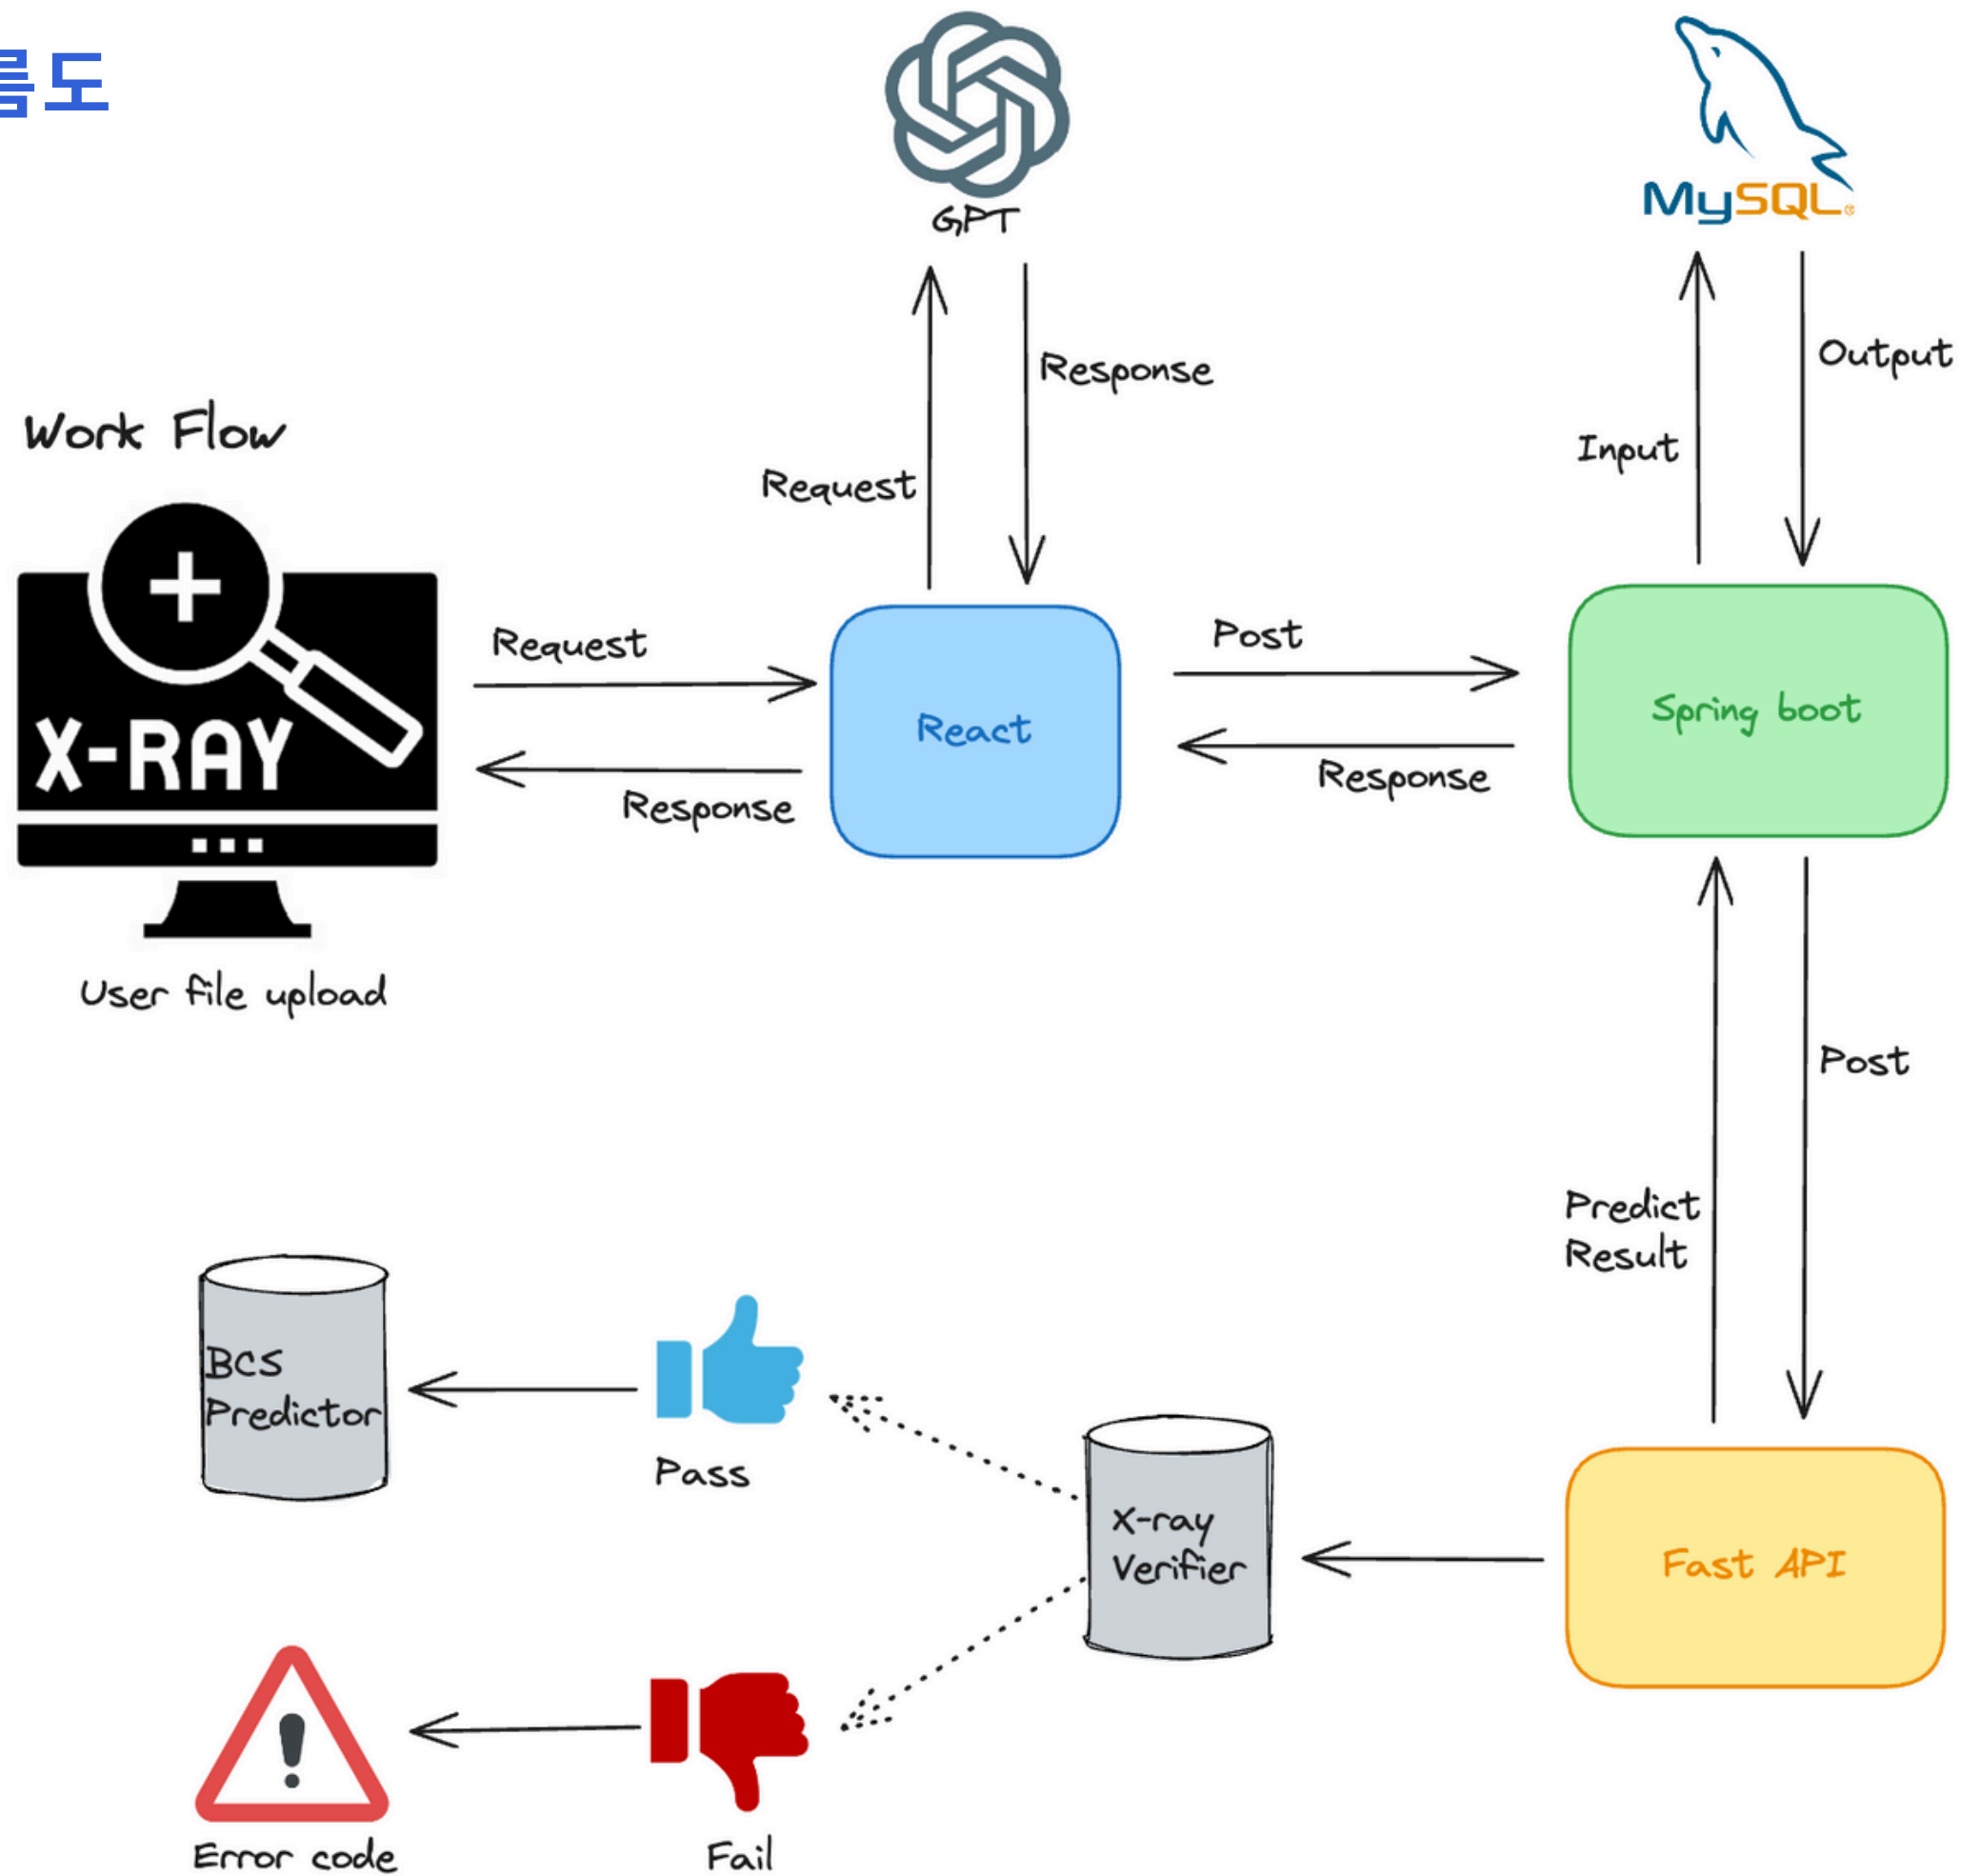 름도
GPT
MySQL
Response
Output
Work Flow
Input
Request
Request
Post
X-RAY
React
Spring boot
Response
Response
User file upload
Post
Predict
Result
BCS
Predictor
Pass
X-ray
Verifier
Fast API
Error code
Fail